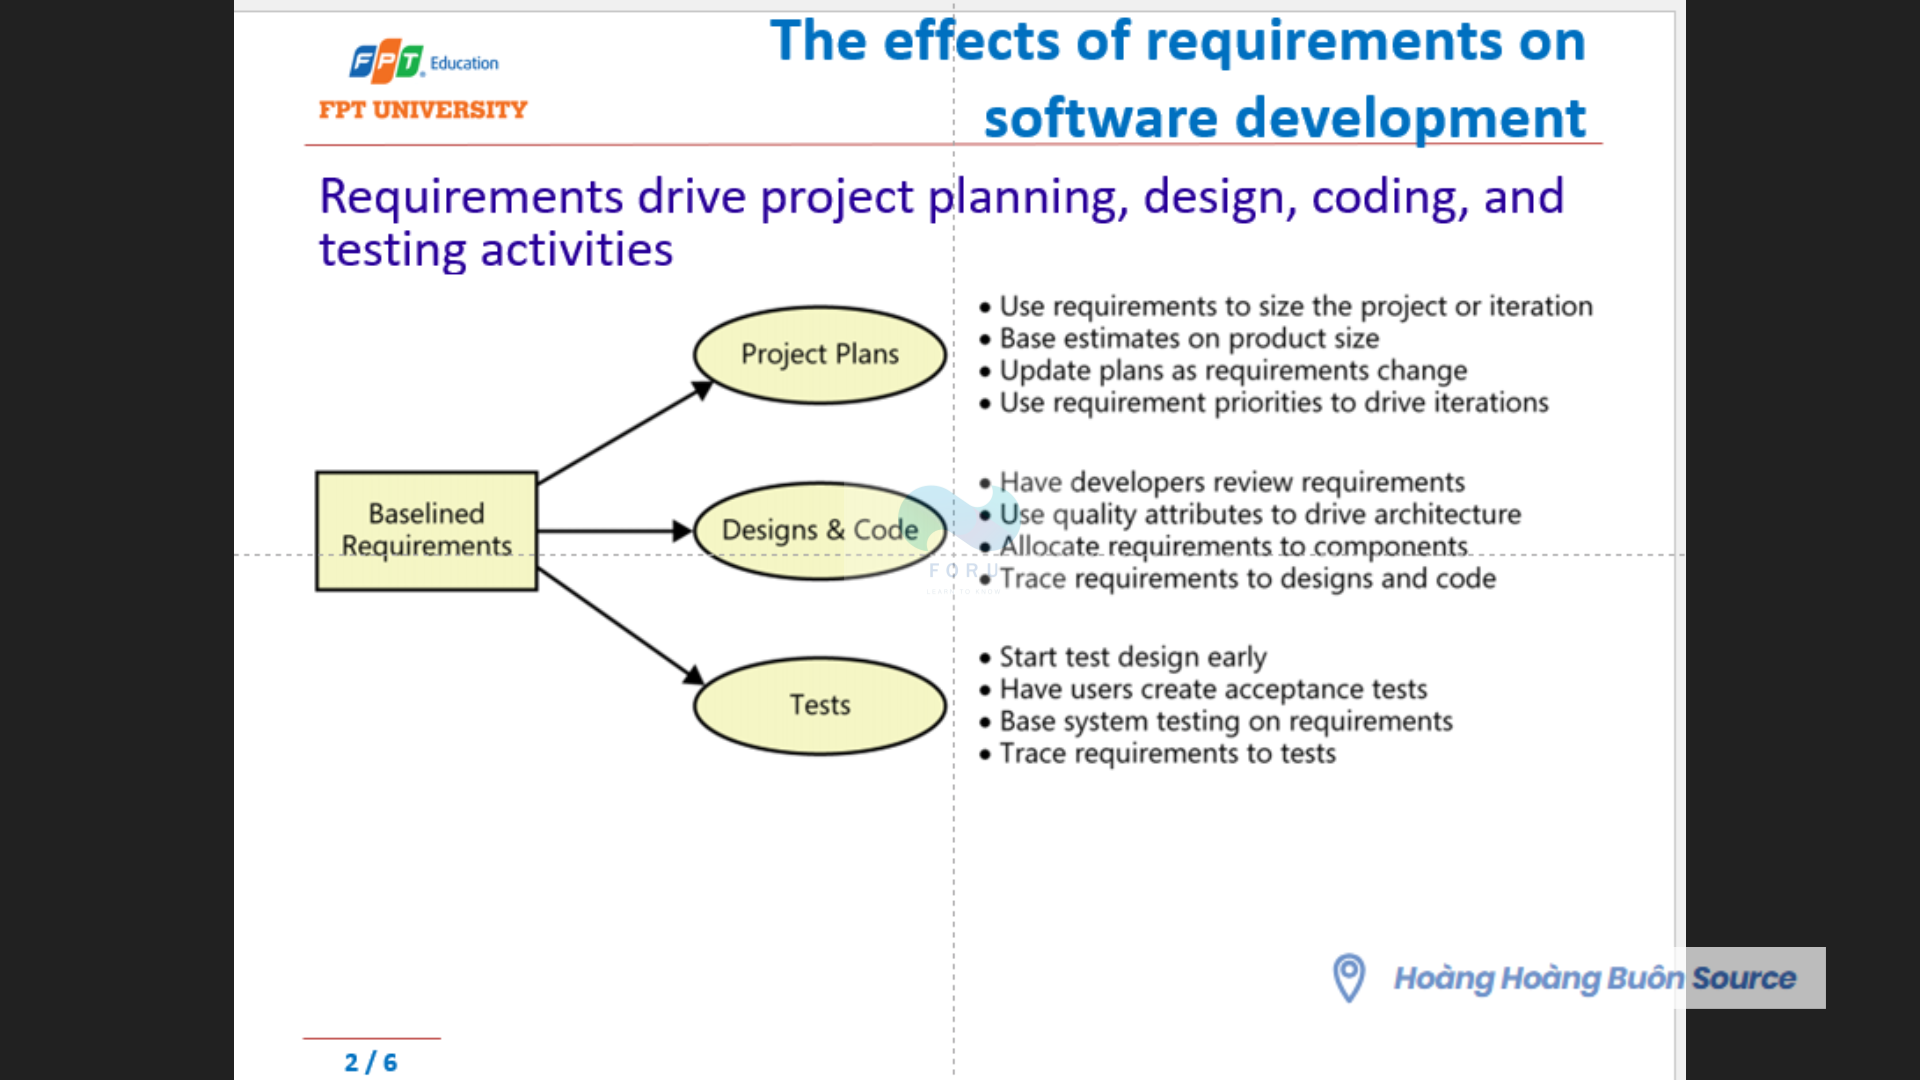 The effects of requirements on
software development
FPT. Education
FPT UNIVERSITY
Requirements drive project planning, design, coding, and
testing activities
Project Plans
• Use requirements to size the project or iteration
• Base estimates on product size
• Update plans as requirements change
• Use requirement priorities to drive iterations
Baselined
Requirements
Designs & Code
• Have developers review requirements
• Use quality attributes to drive architecture
• Allocate requirements to components
• Trace requirements to designs and code
FORU
LEARN TO KNOW
Tests
• Start test design early
• Have users create acceptance tests
• Base system testing on requirements
• Trace requirements to tests
Hoàng Hoàng Buôn Source
2 / 6